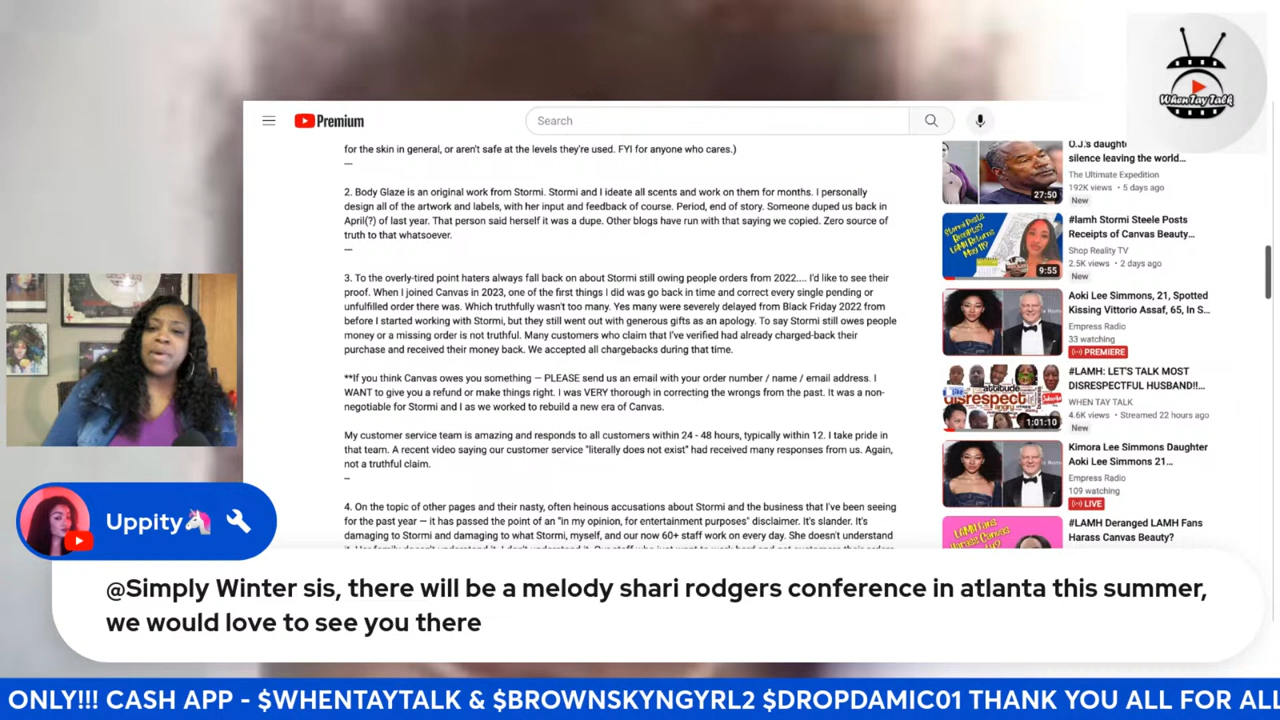 WhenTayTalk
Premium
Search
for the skin in general, or aren't safe at the levels they're used. FYI for anyone who cares.)
---
2. Body Glaze is an original work from Stormi. Stormi and I ideate all scents and work on them for months. I personally
design all of the artwork and labels, with her input and feedback of course. Period, end of story. Someone duped us back in
April(?) of last year. That person said herself it was a dupe. Other blogs have run with that saying we copied. Zero source of
truth to that whatsoever.
---
3. To the overly-tired point haters always fall back on about Stormi still owing people orders from 2022.... I'd like to see their
proof. When I joined Canvas in 2023, one of the first things I did was go back in time and correct every single pending or
unfulfilled order there was. Which truthfully wasn't too many. Yes many were severely delayed from Black Friday 2022 from
before I started working with Stormi, but they still went out with generous gifts as an apology. To say Stormi still owes people
money or a missing order is not truthful. Many customers who claim that I've verified had already charged-back their
purchase and received their money back. We accepted all chargebacks during that time.
**If you think Canvas owes you something — PLEASE send us an email with your order number / name / email address. I
WANT to give you a refund or make things right. I was VERY thorough in correcting the wrongs from the past. It was a non-
negotiable for Stormi and I as we worked to rebuild a new era of Canvas.
My customer service team is amazing and responds to all customers within 24 - 48 hours, typically within 12. I take pride in
that team. A recent video saying our customer service "literally does not exist" had received many responses from us. Again,
not a truthful claim.
--
4. On the topic of other pages and their nasty, often heinous accusations about Stormi and the business that I've been seeing
for the past year — it has passed the point of an "in my opinion, for entertainment purposes" disclaimer. It's slander. It's
damaging to Stormi and damaging to what Stormi, myself, and our now 60+ staff work on every day. She doesn't understand
O.J.'s daught
silence leaving the world...
The Ultimate Expedition
192K views • 5 days ago
New
27:50
#lamh Stormi Steele Posts
Receipts of Canvas Beauty...
Shop Reality TV
2.5K views • 2 days ago
New
9:55
Aoki Lee Simmons, 21, Spotted
Kissing Vittorio Assaf, 65, In S...
Empress Radio
33 watching
PREMIERE
#LAMH: LET'S TALK MOST
DISRESPECTFUL HUSBAND!!...
WHEN TAY TALK
4.6K views • Streamed 22 hours ago
New
1:01:10
Kimora Lee Simmons Daughter
Aoki Lee Simmons 21...
Empress Radio
109 watching
LIVE
#LAMH Deranged LAMH Fans
Harass Canvas Beauty?
Uppity🦄
@Simply Winter sis, there will be a melody shari rodgers conference in atlanta this summer,
we would love to see you there
ONLY!!! CASH APP - $WHENTAYTALK & $BROWNSKYNGYRL2 $DROPDAMIC01 THANK YOU ALL FOR ALL